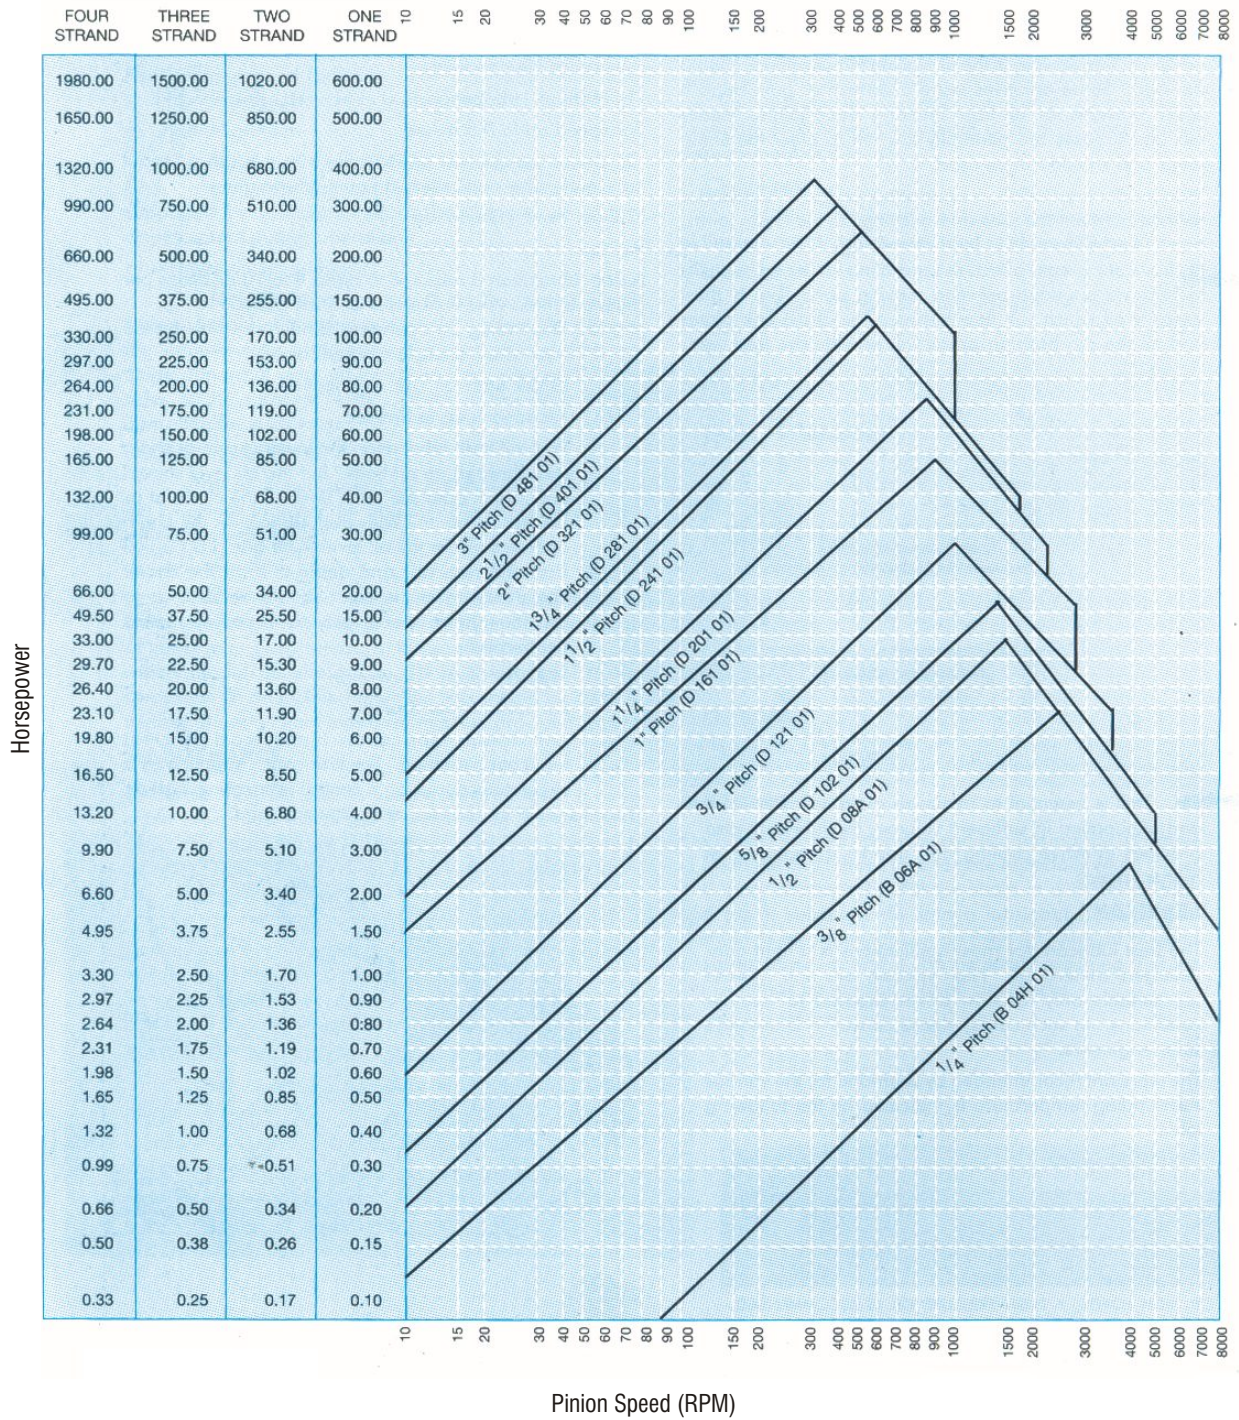 FOUR STRAND THREE STRAND TWO STRAND ONE STRAND
10 15 20 30 40 50 60 70 80 90 100 150 200 300 400 500 600 700 800 900 1000 1500 2000 3000 4000 5000 6000 7000 8000
1980.00 1500.00 1020.00 600.00
1650.00 1250.00 850.00 500.00
1320.00 1000.00 680.00 400.00
990.00 750.00 510.00 300.00
660.00 500.00 340.00 200.00
495.00 375.00 255.00 150.00
330.00 250.00 170.00 100.00
297.00 225.00 153.00 90.00
264.00 200.00 136.00 80.00
231.00 175.00 119.00 70.00
198.00 150.00 102.00 60.00
165.00 125.00 85.00 50.00
132.00 100.00 68.00 40.00
99.00 75.00 51.00 30.00
66.00 50.00 34.00 20.00
49.50 37.50 25.50 15.00
33.00 25.00 17.00 10.00
29.70 22.50 15.30 9.00
26.40 20.00 13.60 8.00
23.10 17.50 11.90 7.00
19.80 15.00 10.20 6.00
16.50 12.50 8.50 5.00
13.20 10.00 6.80 4.00
9.90 7.50 5.10 3.00
6.60 5.00 3.40 2.00
4.95 3.75 2.55 1.50
3.30 2.50 1.70 1.00
2.97 2.25 1.53 0.90
2.64 2.00 1.36 0:80
2.31 1.75 1.19 0.70
1.98 1.50 1.02 0.60
1.65 1.25 0.85 0.50
1.32 1.00 0.68 0.40
0.99 0.75 0.51 0.30
0.66 0.50 0.34 0.20
0.50 0.38 0.26 0.15
0.33 0.25 0.17 0.10
3" Pitch (D 481 01)
2 1/2" Pitch (D 401 01)
2" Pitch (D 321 01)
1 3/4" Pitch (D 281 01)
1 1/2" Pitch (D 241 01)
1 1/4" Pitch (D 201 01)
1" Pitch (D 161 01)
3/4" Pitch (D 121 01)
5/8" Pitch (D 102 01)
1/2" Pitch (D 08A 01)
3/8" Pitch (B 06A 01)
1/4" Pitch (B 04H 01)
Horsepower
10 15 20 30 40 50 60 70 80 90 100 150 200 300 400 500 600 700 800 900 1000 1500 2000 3000 4000 5000 6000 7000 8000
Pinion Speed (RPM)